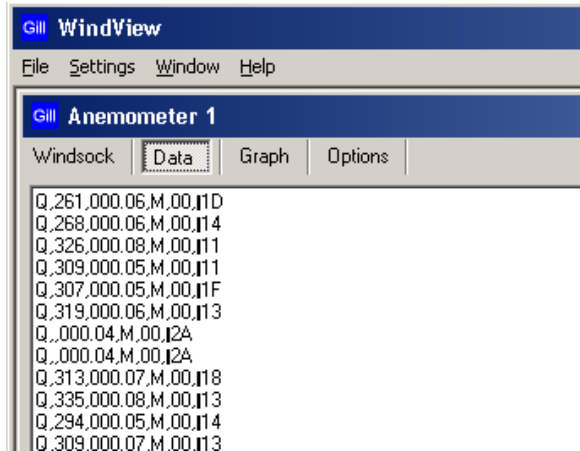 Gill WindView
File Settings Window Help
Gill Anemometer 1
Windsock Data Graph Options
Q,261,000.06,M,00,▌1D
Q,268,000.06,M,00,▌14
Q,326,000.08,M,00,▌11
Q,309,000.05,M,00,▌11
Q,307,000.05,M,00,▌1F
Q,319,000.06,M,00,▌13
Q,,000.04,M,00,▌2A
Q,,000.04,M,00,▌2A
Q,313,000.07,M,00,▌18
Q,335,000.08,M,00,▌13
Q,294,000.05,M,00,▌14
Q,309,000.07,M,00,▌13